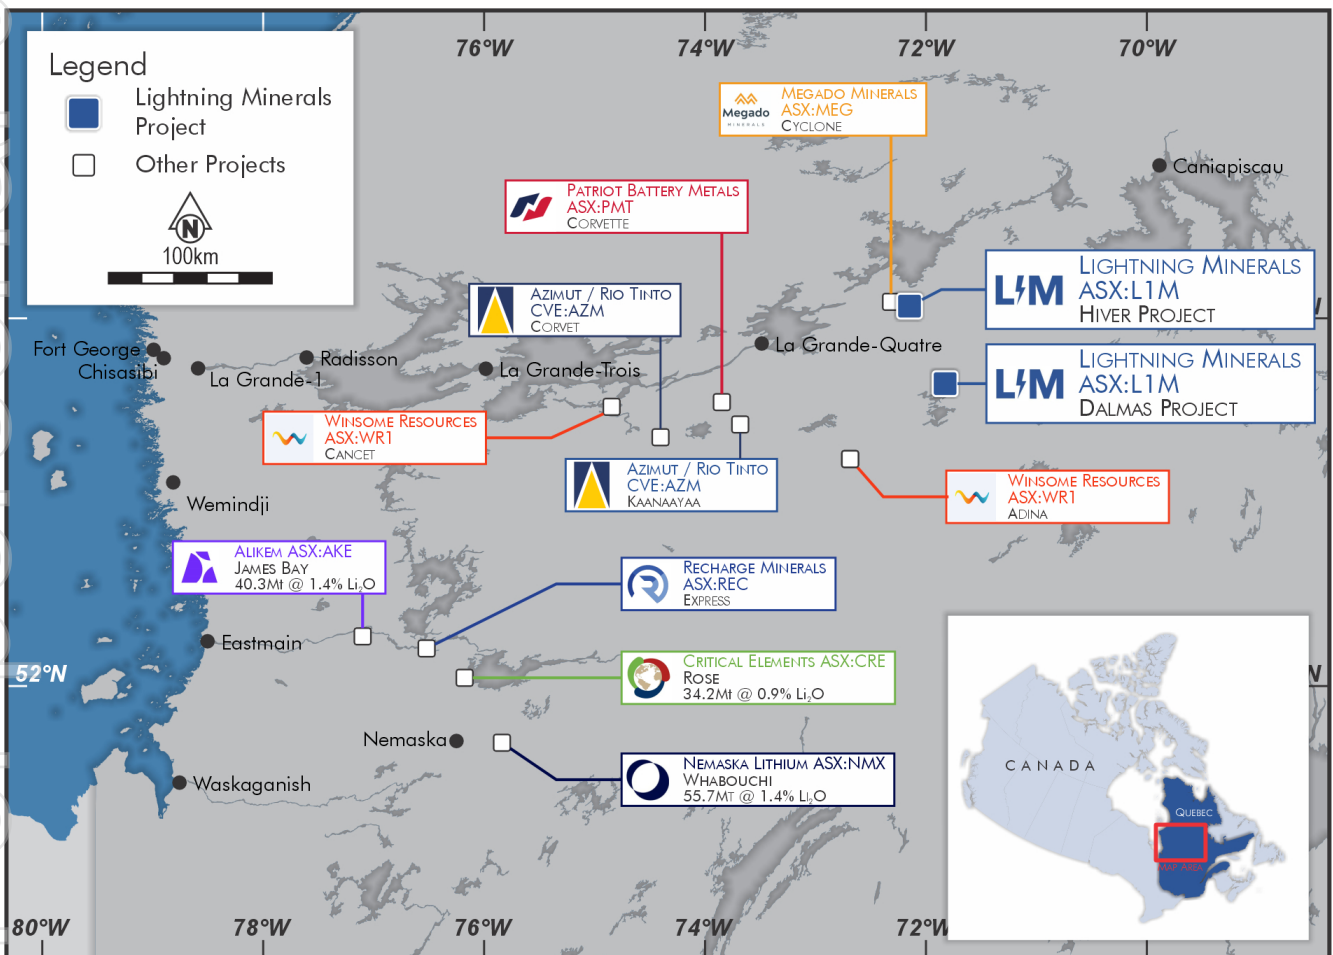 76°W
74°W
72°W
70°W
Legend
Lightning Minerals
Project
Other Projects
N
100km
Megado
MINERALS
MEGADO MINERALS
ASX:MEG
CYCLONE
Caniapiscau
PATRIOT BATTERY METALS
ASX:PMT
CORVETTE
LIGHTNING MINERALS
ASX:L1M
HIVER PROJECT
LM
AZIMUT / RIO TINTO
CVE:AZM
CORVET
N
Fort George
Chisasibi
La Grande-1
Radisson
La Grande-Trois
La Grande-Quatre
LIGHTNING MINERALS
ASX:L1M
DALMAS PROJECT
LM
WINSOME RESOURCES
ASX:WR1
CANCET
AZIMUT / RIO TINTO
CVE:AZM
KAANAAYAA
WINSOME RESOURCES
ASX:WR1
ADINA
Wemindji
ALIKEM ASX:AKE
JAMES BAY
40.3Mt @ 1.4% Li₂O
RECHARGE MINERALS
ASX:REC
EXPRESS
Eastmain
52°N
N
CRITICAL ELEMENTS ASX:CRE
ROSE
34.2Mt @ 0.9% Li₂O
Nemaska
NEMASKA LITHIUM ASX:NMX
WHABOUCHI
55.7MT @ 1.4% Li₂O
Waskaganish
CANADA
QUEBEC
MAP AREA
80°W
78°W
76°W
74°W
72°W